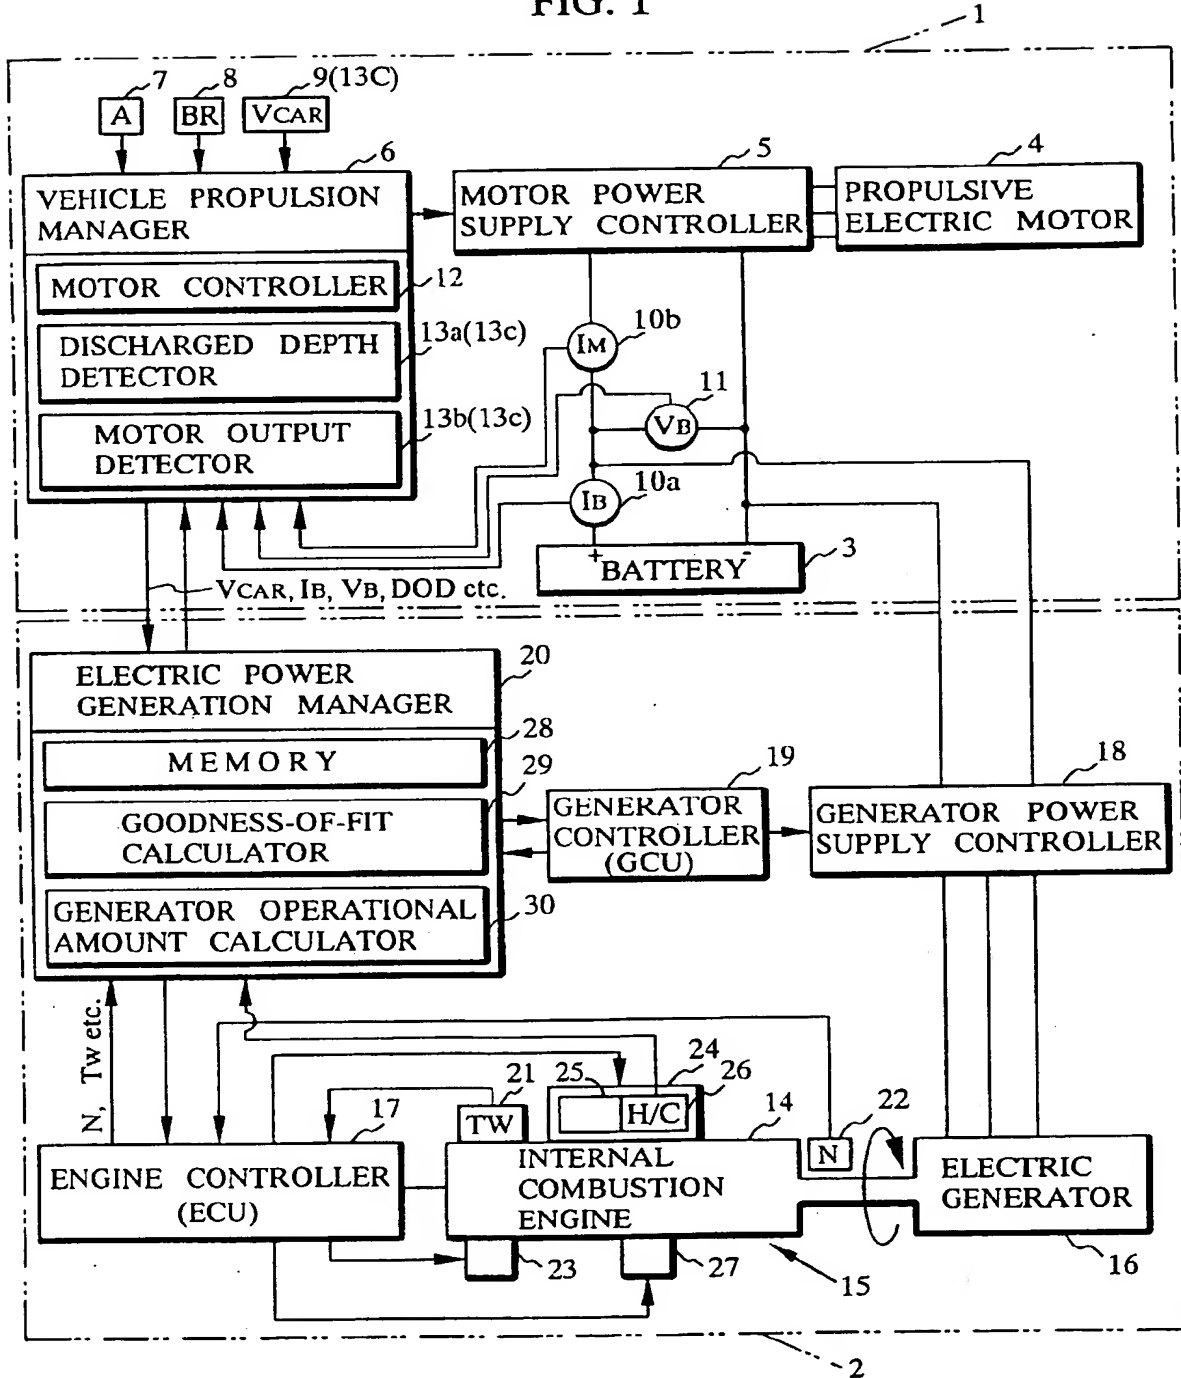 FIG. 1
1
7
8
9(13C)
A
BR
VCAR
6
5
4
VEHICLE PROPULSION
MANAGER
MOTOR POWER
SUPPLY CONTROLLER
PROPULSIVE
ELECTRIC MOTOR
MOTOR CONTROLLER
12
13a(13c)
DISCHARGED DEPTH
DETECTOR
IM
10b
11
13b(13c)
MOTOR OUTPUT
DETECTOR
VB
10a
IB
+
-
BATTERY
3
VCAR, IB, VB, DOD etc.
20
ELECTRIC POWER
GENERATION MANAGER
28
MEMORY
29
GOODNESS-OF-FIT
CALCULATOR
19
GENERATOR
CONTROLLER
(GCU)
18
GENERATOR POWER
SUPPLY CONTROLLER
30
GENERATOR OPERATIONAL
AMOUNT CALCULATOR
N, Tw etc.
17
21
25
24
26
14
22
TW
H/C
N
ENGINE CONTROLLER
(ECU)
INTERNAL
COMBUSTION
ENGINE
ELECTRIC
GENERATOR
23
27
15
16
2